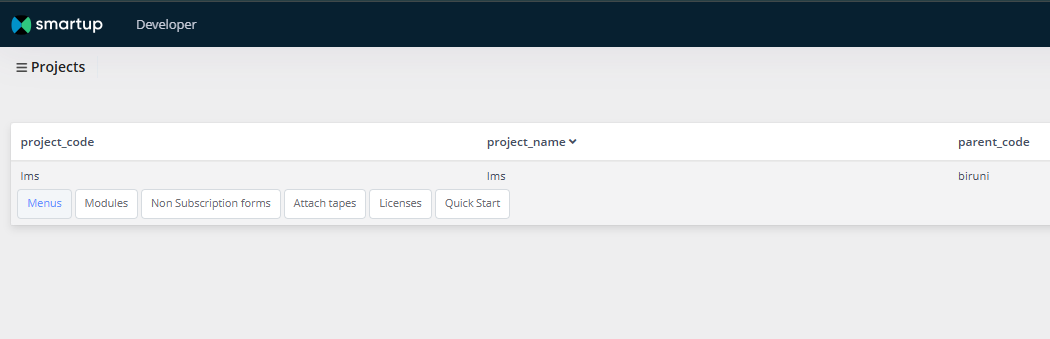 smartup Developer
Projects
project_code project_name parent_code
lms lms biruni
Menus Modules Non Subscription forms Attach tapes Licenses Quick Start